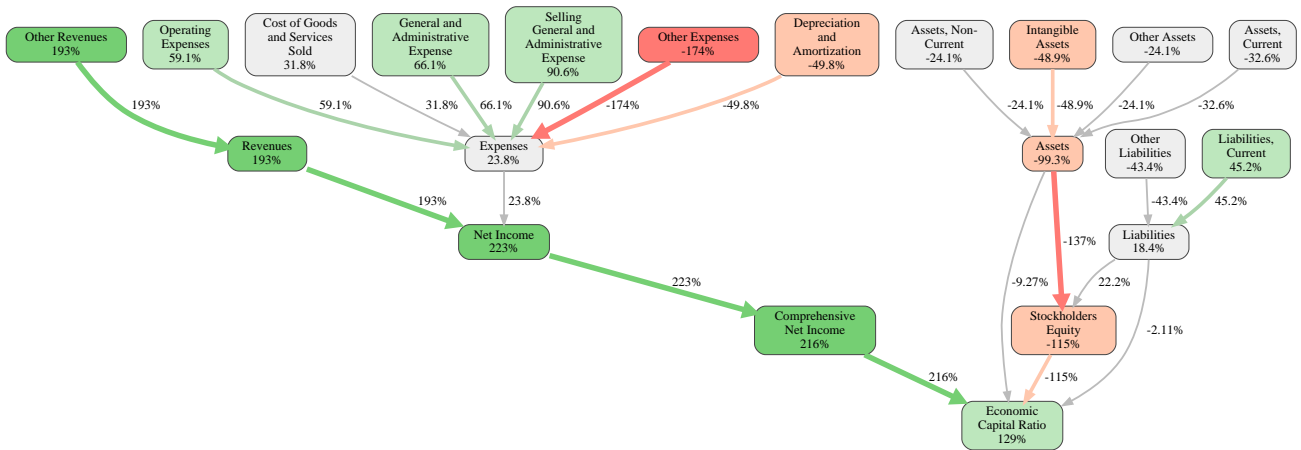 Other Revenues
193%
Operating
Expenses
59.1%
Cost of Goods
and Services
Sold
31.8%
General and
Administrative
Expense
66.1%
Selling
General and
Administrative
Expense
90.6%
Other Expenses
-174%
Depreciation
and
Amortization
-49.8%
Assets, Non-
Current
-24.1%
Intangible
Assets
-48.9%
Other Assets
-24.1%
Assets,
Current
-32.6%
193%
59.1%
31.8%
66.1%
90.6%
-174%
-49.8%
-24.1%
-48.9%
-24.1%
-32.6%
Revenues
193%
Expenses
23.8%
Assets
-99.3%
Other
Liabilities
-43.4%
Liabilities,
Current
45.2%
193%
23.8%
-43.4%
45.2%
Net Income
223%
-137%
Liabilities
18.4%
223%
-9.27%
22.2%
Comprehensive
Net Income
216%
Stockholders
Equity
-115%
-2.11%
216%
-115%
Economic
Capital Ratio
129%